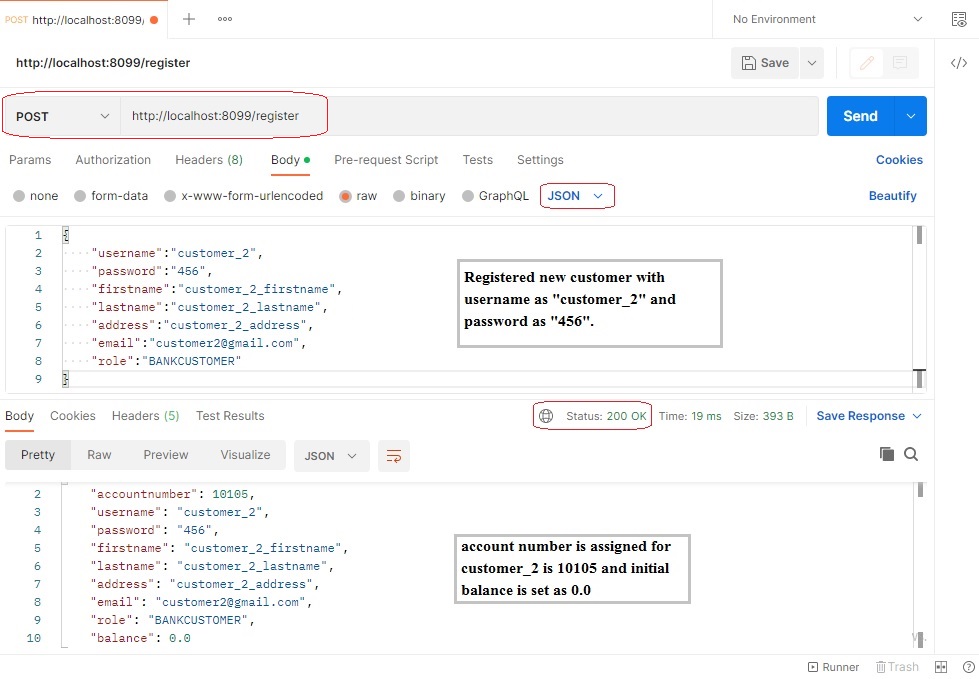 POST http://localhost:8099/
No Environment
http://localhost:8099/register
Save
POST http://localhost:8099/register
Send
Params Authorization Headers (8) Body Pre-request Script Tests Settings Cookies
none form-data x-www-form-urlencoded raw binary GraphQL JSON Beautify
1 {
2 "username":"customer_2",
3 "password":"456",
4 "firstname":"customer_2_firstname",
5 "lastname":"customer_2_lastname",
6 "address":"customer_2_address",
7 "email":"customer2@gmail.com",
8 "role":"BANKCUSTOMER"
9 }
Registered new customer with
username as "customer_2" and
password as "456".
Body Cookies Headers (5) Test Results Status: 200 OK Time: 19 ms Size: 393 B Save Response
Pretty Raw Preview Visualize JSON
2 "accountnumber": 10105,
3 "username": "customer_2",
4 "password": "456",
5 "firstname": "customer_2_firstname",
6 "lastname": "customer_2_lastname",
7 "address": "customer_2_address",
8 "email": "customer2@gmail.com",
9 "role": "BANKCUSTOMER",
10 "balance": 0.0
account number is assigned for
customer_2 is 10105 and initial
balance is set as 0.0
Runner Trash